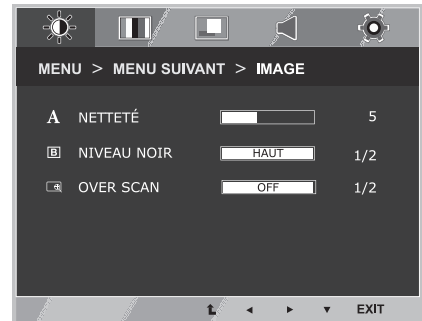 MENU > MENU SUIVANT > IMAGE
A NETTETÉ 5
B NIVEAU NOIR HAUT 1/2
OVER SCAN OFF 1/2
EXIT